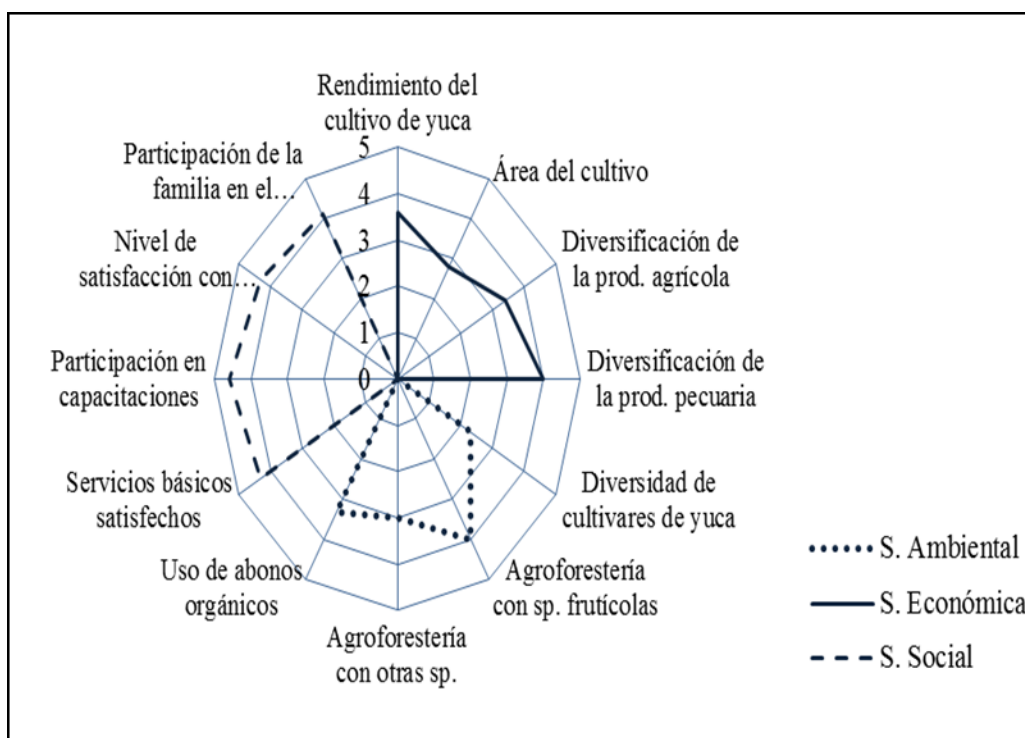 Rendimiento del
cultivo de yuca
Área del cultivo
Diversificación de
la prod. agrícola
Diversificación de
la prod. pecuaria
Diversidad de
cultivares de yuca
Agroforestería
con sp. frutícolas
Agroforestería
con otras sp.
Uso de abonos
orgánicos
Servicios básicos
satisfechos
Participación en
capacitaciones
Nivel de
satisfacción con…
Participación de la
familia en el…
5
4
3
2
1
0
S. Ambiental
S. Económica
S. Social